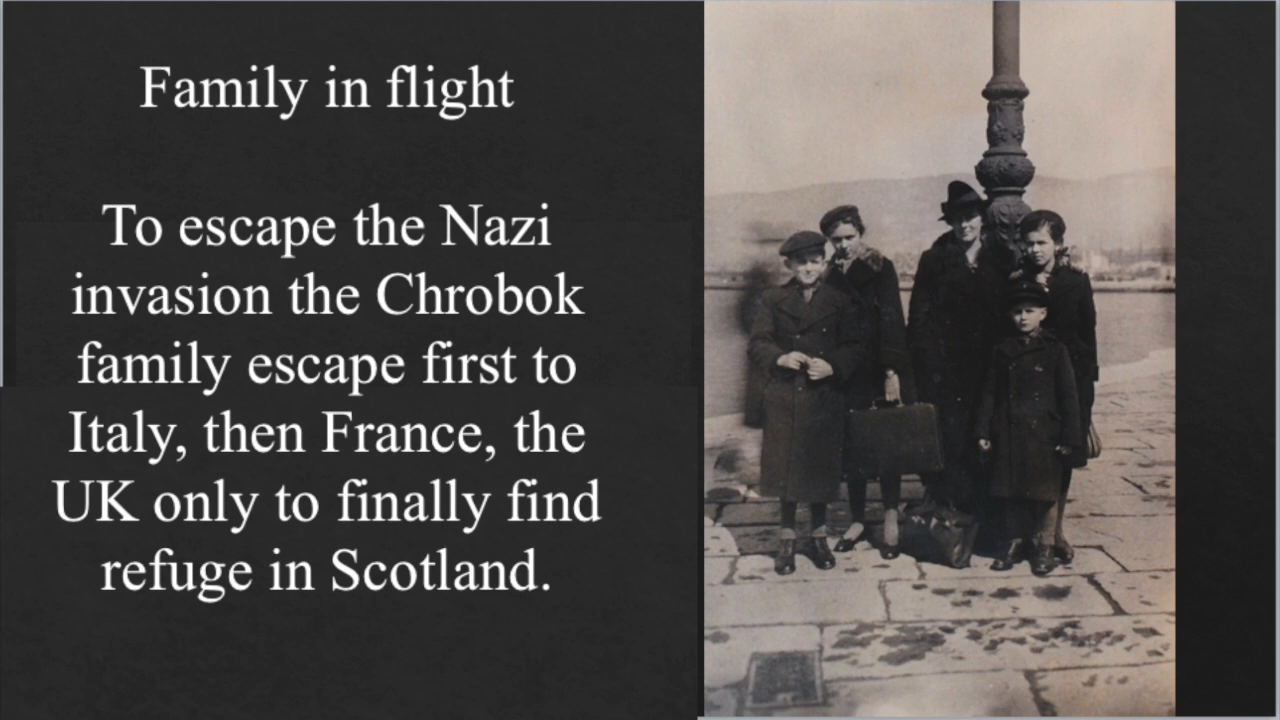 Family in flight
To escape the Nazi
invasion the Chrobok
family escape first to
Italy, then France, the
UK only to finally find
refuge in Scotland.